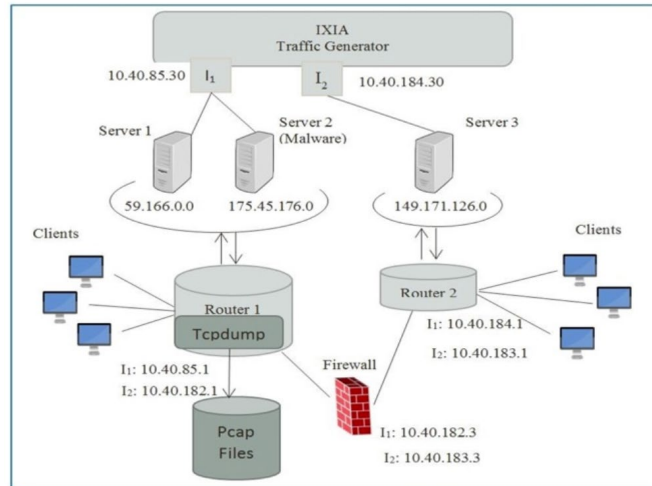 IXIA
Traffic Generator
10.40.85.30
I₁
I₂
10.40.184.30
Server 1
Server 2
(Malware)
Server 3
59.166.0.0
175.45.176.0
149.171.126.0
Clients
Clients
Router 1
Tcpdump
Router 2
I₁: 10.40.85.1
I₂: 10.40.182.1
Firewall
I₁: 10.40.184.1
I₂: 10.40.183.1
Pcap
Files
I₁: 10.40.182.3
I₂: 10.40.183.3